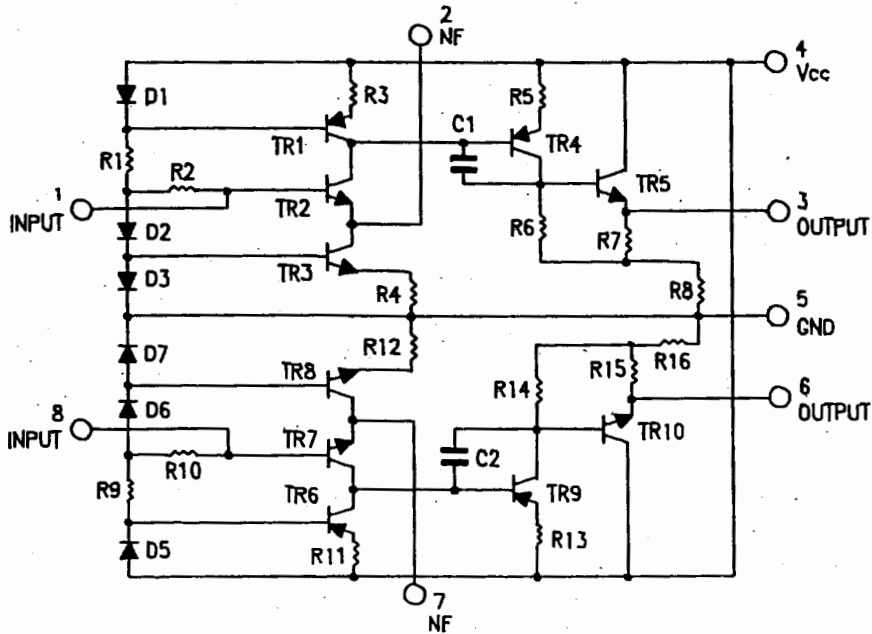 2
NF
4
Vcc
D1
R3
R5
C1
TR1
TR4
R1
R2
1
INPUT
TR2
TR5
3
OUTPUT
D2
R6
R7
TR3
D3
R4
R8
5
GND
R12
R16
D7
TR8
R14
R15
6
OUTPUT
8
INPUT
D6
TR7
TR10
R10
C2
R9
TR6
TR9
D5
R11
R13
7
NF